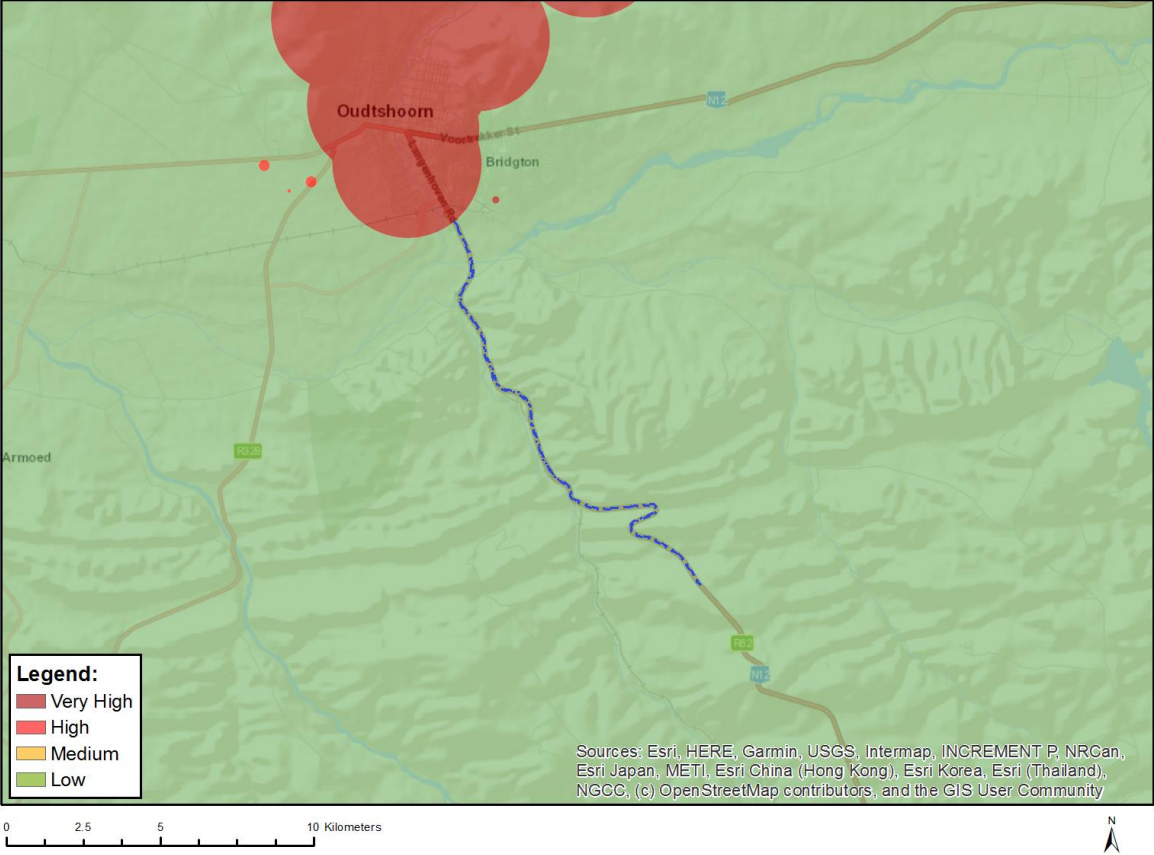 N12
Oudtshoorn
Voortrekker St
Bridgton
Langenhoven Rd
R328
Armoed
R62
N12
Legend:
Very High
High
Medium
Low
Sources: Esri, HERE, Garmin, USGS, Intermap, INCREMENT P, NRCan,
Esri Japan, METI, Esri China (Hong Kong), Esri Korea, Esri (Thailand),
NGCC, (c) OpenStreetMap contributors, and the GIS User Community
0 2.5 5 10 Kilometers
N